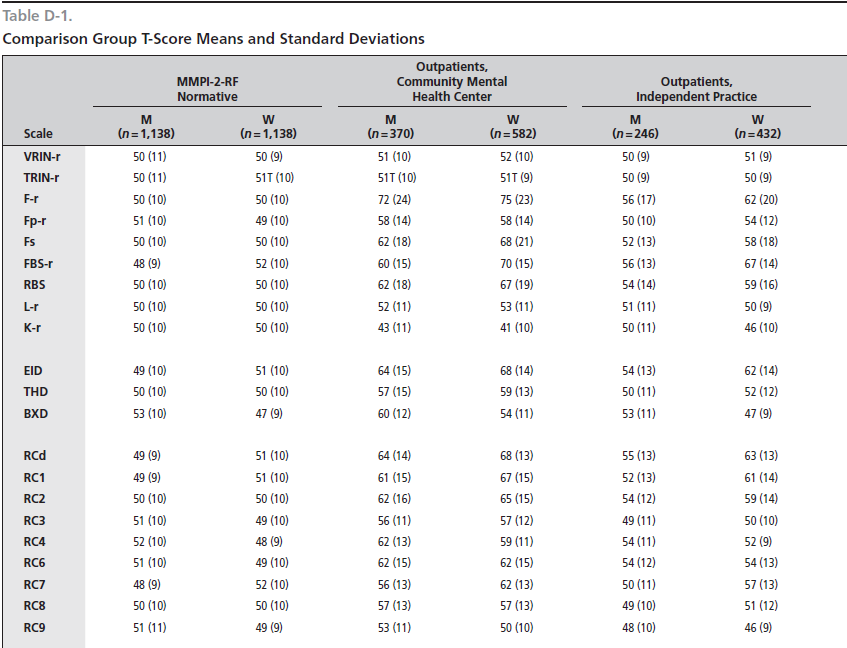 Table D-1.
Comparison Group T-Score Means and Standard Deviations
MMPI-2-RF Normative Outpatients, Community Mental Health Center Outpatients, Independent Practice
M W M W M W
Scale (n=1,138) (n=1,138) (n=370) (n=582) (n=246) (n=432)
VRIN-r 50 (11) 50 (9) 51 (10) 52 (10) 50 (9) 51 (9)
TRIN-r 50 (11) 51T (10) 51T (10) 51T (9) 50 (9) 50 (9)
F-r 50 (10) 50 (10) 72 (24) 75 (23) 56 (17) 62 (20)
Fp-r 51 (10) 49 (10) 58 (14) 58 (14) 50 (10) 54 (12)
Fs 50 (10) 50 (10) 62 (18) 68 (21) 52 (13) 58 (18)
FBS-r 48 (9) 52 (10) 60 (15) 70 (15) 56 (13) 67 (14)
RBS 50 (10) 50 (10) 62 (18) 67 (19) 54 (14) 59 (16)
L-r 50 (10) 50 (10) 52 (11) 53 (11) 51 (11) 50 (9)
K-r 50 (10) 50 (10) 43 (11) 41 (10) 50 (11) 46 (10)
EID 49 (10) 51 (10) 64 (15) 68 (14) 54 (13) 62 (14)
THD 50 (10) 50 (10) 57 (15) 59 (13) 50 (11) 52 (12)
BXD 53 (10) 47 (9) 60 (12) 54 (11) 53 (11) 47 (9)
RCd 49 (9) 51 (10) 64 (14) 68 (13) 55 (13) 63 (13)
RC1 49 (9) 51 (10) 61 (15) 67 (15) 52 (13) 61 (14)
RC2 50 (10) 50 (10) 62 (16) 65 (15) 54 (12) 59 (14)
RC3 51 (10) 49 (10) 56 (11) 57 (12) 49 (11) 50 (10)
RC4 52 (10) 48 (9) 62 (13) 59 (11) 54 (11) 52 (9)
RC6 51 (10) 49 (10) 62 (15) 62 (15) 54 (12) 54 (13)
RC7 48 (9) 52 (10) 56 (13) 62 (13) 50 (11) 57 (13)
RC8 50 (10) 50 (10) 57 (13) 57 (13) 49 (10) 51 (12)
RC9 51 (11) 49 (9) 53 (11) 50 (10) 48 (10) 46 (9)